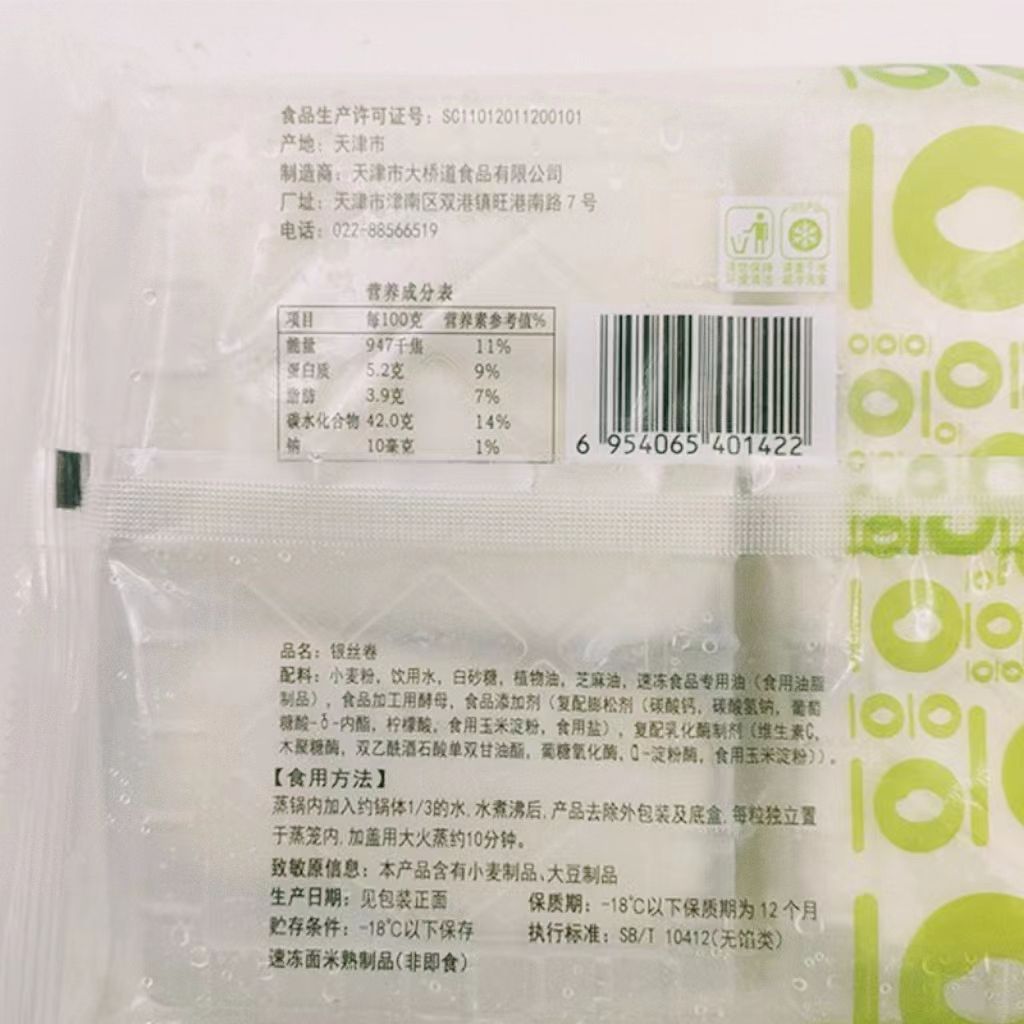 食品生产许可证号：SC11012011200101
产地：天津市
制造商：天津市大桥道食品有限公司
厂址：天津市津南区双港镇旺港南路7号
电话：022-88566519
营养成分表
项目 每100克 营养素参考值%
能量 947千焦 11%
蛋白质 5.2克 9%
脂肪 3.9克 7%
碳水化合物 42.0克 14%
钠 10毫克 1%
6 954065 401422
品名：银丝卷
配料：小麦粉，饮用水，白砂糖，植物油，芝麻油，速冻食品专用油（食用油脂
制品），食品加工用酵母，食品添加剂（复配膨松剂（碳酸钙，碳酸氢钠，葡萄
糖酸-δ-内酯，柠檬酸，食用玉米淀粉，食用盐），复配乳化酶制剂（维生素C，
木聚糖酶，双乙酰酒石酸单双甘油酯，葡糖氧化酶，α-淀粉酶，食用玉米淀粉））。
【食用方法】
蒸锅内加入约锅体1/3的水，水煮沸后，产品去除外包装及底盒，每粒独立置
于蒸笼内，加盖用大火蒸约10分钟。
致敏原信息：本产品含有小麦制品、大豆制品
生产日期：见包装正面 保质期：-18℃以下保质期为12个月
贮存条件：-18℃以下保存 执行标准：SB/T 10412(无馅类)
速冻面米熟制品(非即食)